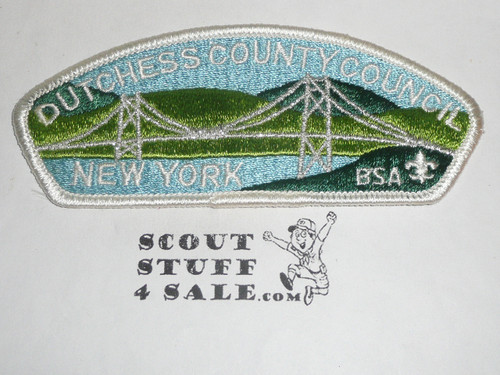 DUTCHESS COUNTY COUNCIL
NEW YORK
BSA
SCOUT
STUFF
4 SALE.COM